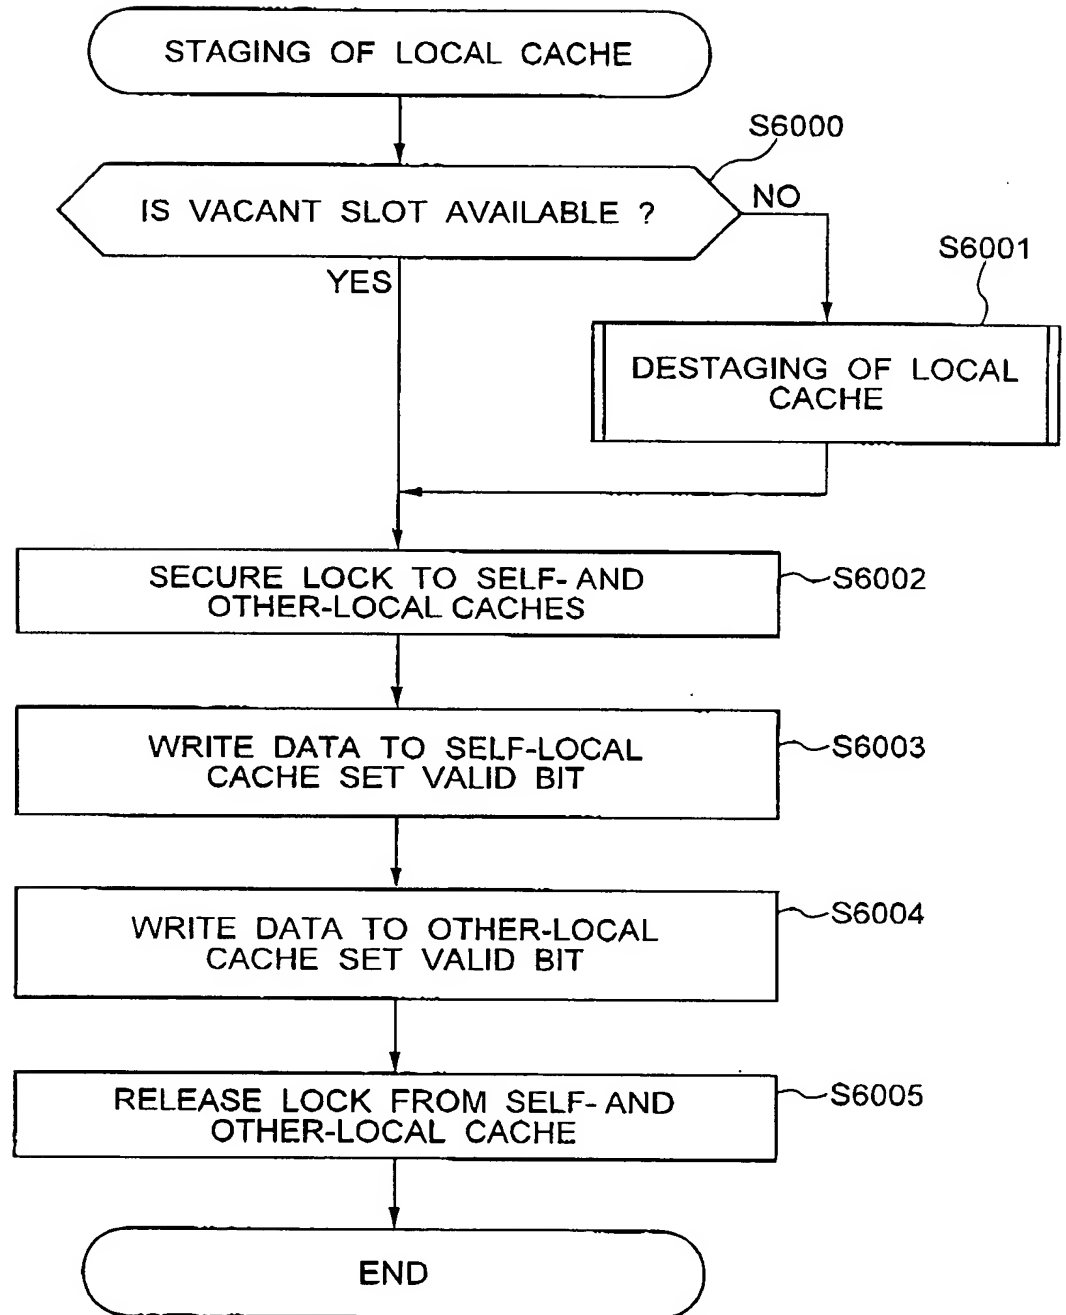 STAGING OF LOCAL CACHE
S6000
IS VACANT SLOT AVAILABLE ?
NO
YES
S6001
DESTAGING OF LOCAL
CACHE
SECURE LOCK TO SELF- AND
OTHER-LOCAL CACHES
S6002
WRITE DATA TO SELF-LOCAL
CACHE SET VALID BIT
S6003
WRITE DATA TO OTHER-LOCAL
CACHE SET VALID BIT
S6004
RELEASE LOCK FROM SELF- AND
OTHER-LOCAL CACHE
S6005
END